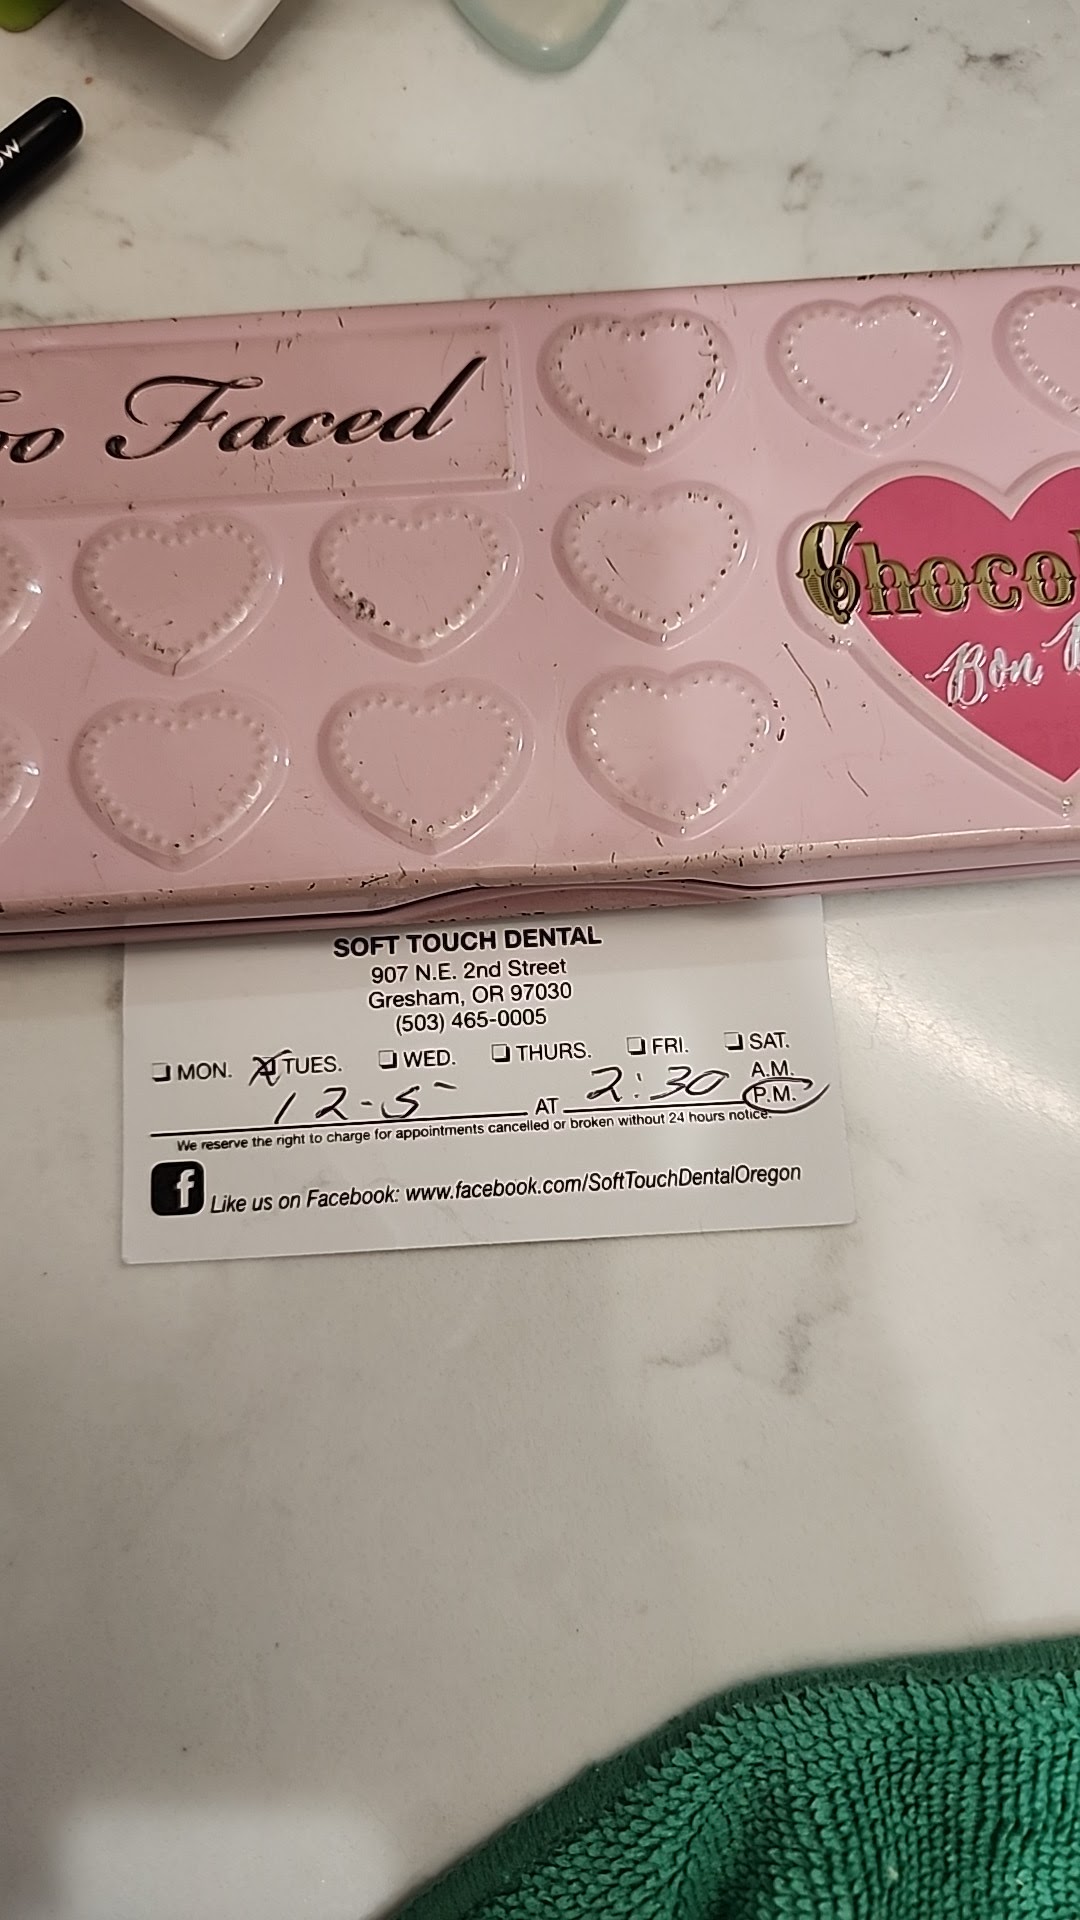 Faced
Bon
SOFT TOUCH DENTAL
907 N.E. 2nd Street
Gresham, OR 97030
(503) 465-0005
MON. TUES. WED. THURS. FRI. SAT.
12-5 AT 2:30 A.M.
P.M.
We reserve the right to charge for appointments cancelled or broken without 24 hours notice.
f Like us on Facebook: www.facebook.com/SoftTouchDentalOregon